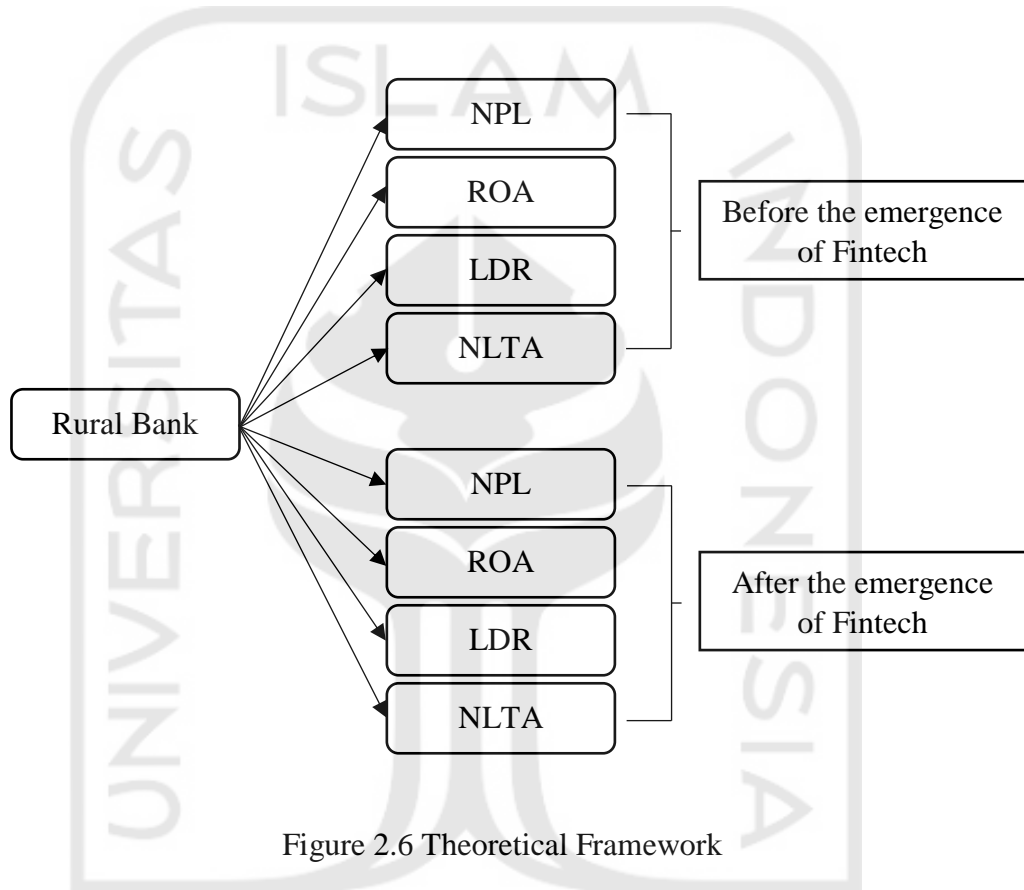 ISLAM
UNIVERSITAS
INDONESIA
NPL
ROA
LDR
NLTA
Before the emergence
of Fintech
Rural Bank
NPL
ROA
LDR
NLTA
After the emergence
of Fintech
Figure 2.6 Theoretical Framework